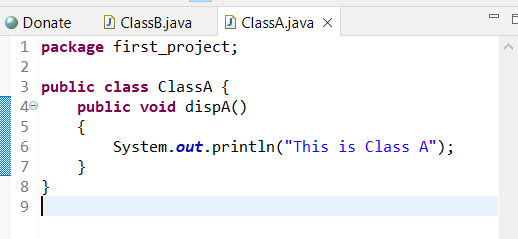 Donate ClassB.java ClassA.java
1 package first_project;
2
3 public class ClassA {
4 public void dispA()
5 {
6 System.out.println("This is Class A");
7 }
8 }
9